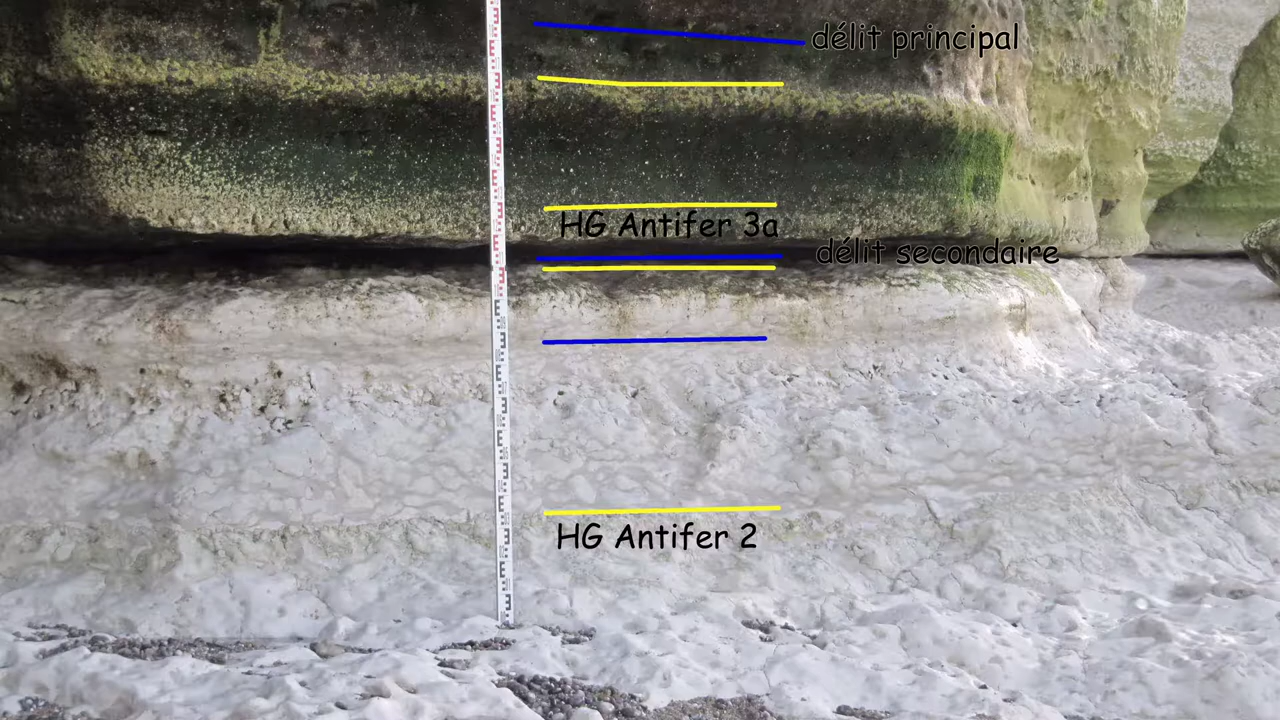 délit principal
HG Antifer 3a
délit secondaire
HG Antifer 2